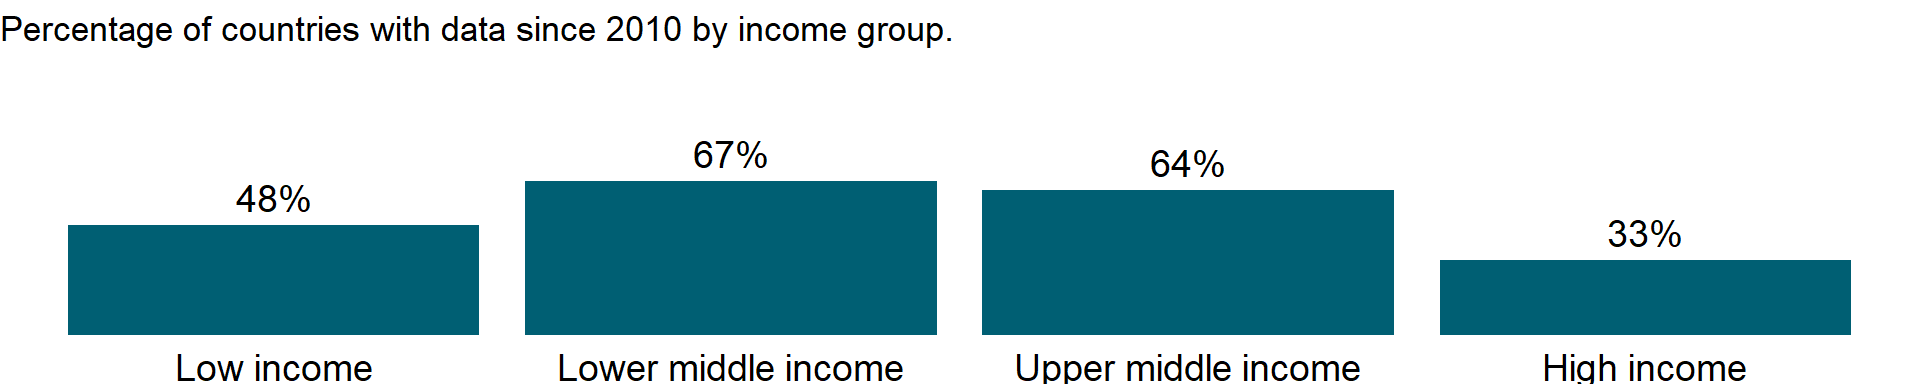 Percentage of countries with data since 2010 by income group.
67%
64%
48%
33%
Low income
Lower middle income
Upper middle income
High income